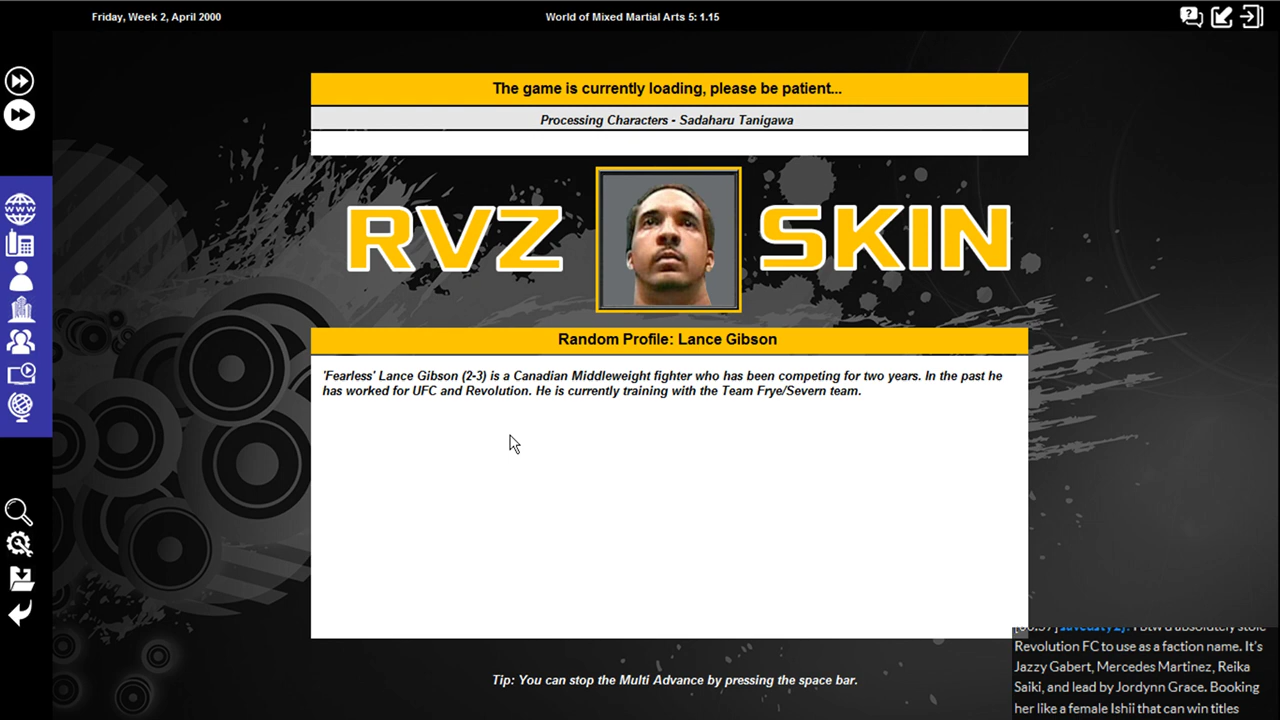 Friday, Week 2, April 2000
World of Mixed Martial Arts 5: 1.15
The game is currently loading, please be patient...
Processing Characters - Sadaharu Tanigawa
RVZ SKIN
Random Profile: Lance Gibson
'Fearless' Lance Gibson (2-3) is a Canadian Middleweight fighter who has been competing for two years. In the past he
has worked for UFC and Revolution. He is currently training with the Team Frye/Severn team.
Tip: You can stop the Multi Advance by pressing the space bar.
absolutely stole
Revolution FC to use as a faction name. It's
Jazzy Gabert, Mercedes Martinez, Reika
Saiki, and lead by Jordynn Grace. Booking
her like a female Ishii that can win titles